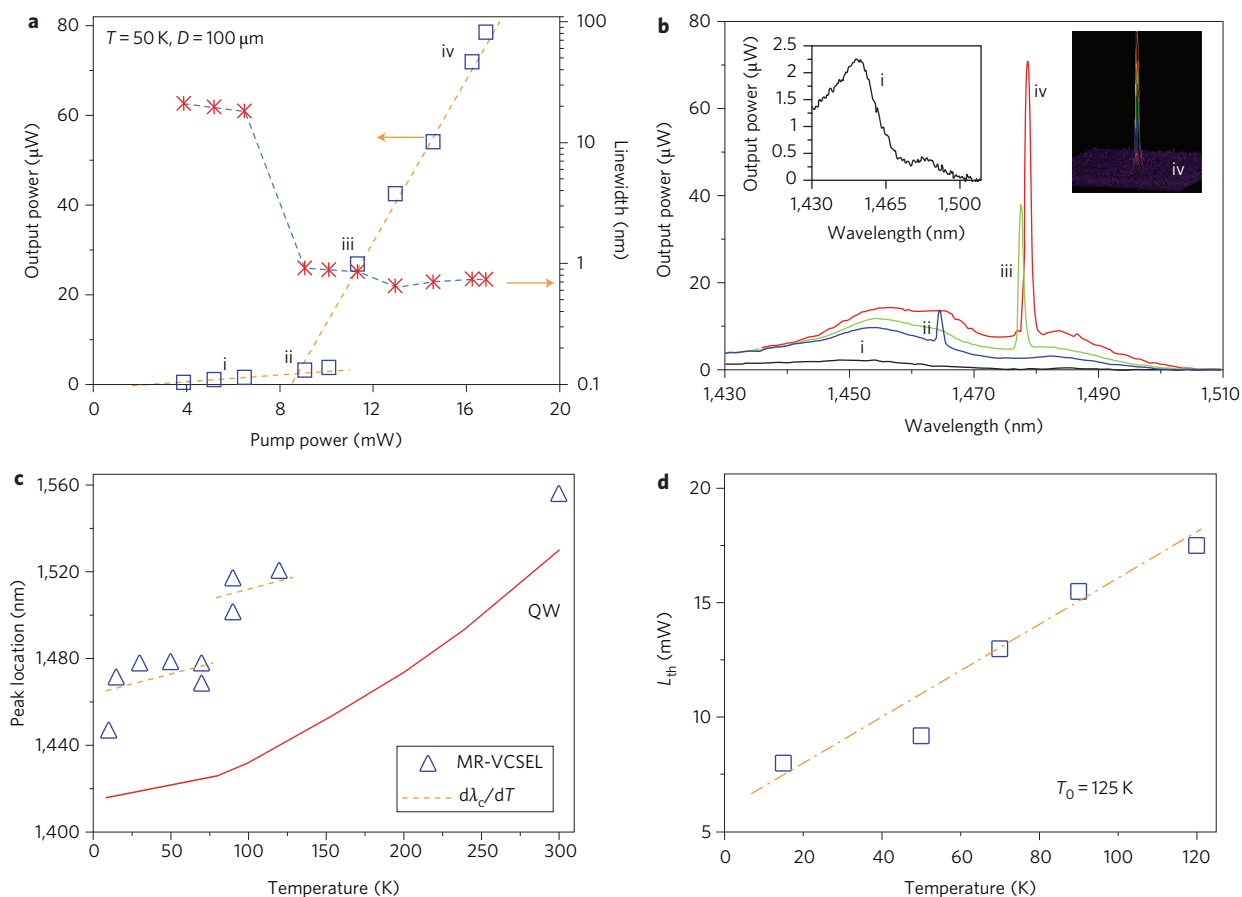 a
T = 50 K, D = 100 μm
80
60
40
20
0
Output power (μW)
0
4
8
12
16
20
Pump power (mW)
100
10
1
0.1
Linewidth (nm)
i
ii
iii
iv
b
80
60
40
20
0
Output power (μW)
1,430
1,450
1,470
1,490
1,510
Wavelength (nm)
2.5
2
1.5
1
0.5
0
Output power (μW)
1,430
1,465
1,500
Wavelength (nm)
i
iv
iii
ii
i
iv
c
1,560
1,520
1,480
1,440
1,400
Peak location (nm)
0
50
100
150
200
250
300
Temperature (K)
QW
MR-VCSEL
dλc/dT
d
20
15
10
5
Lth (mW)
0
20
40
60
80
100
120
Temperature (K)
T0 = 125 K